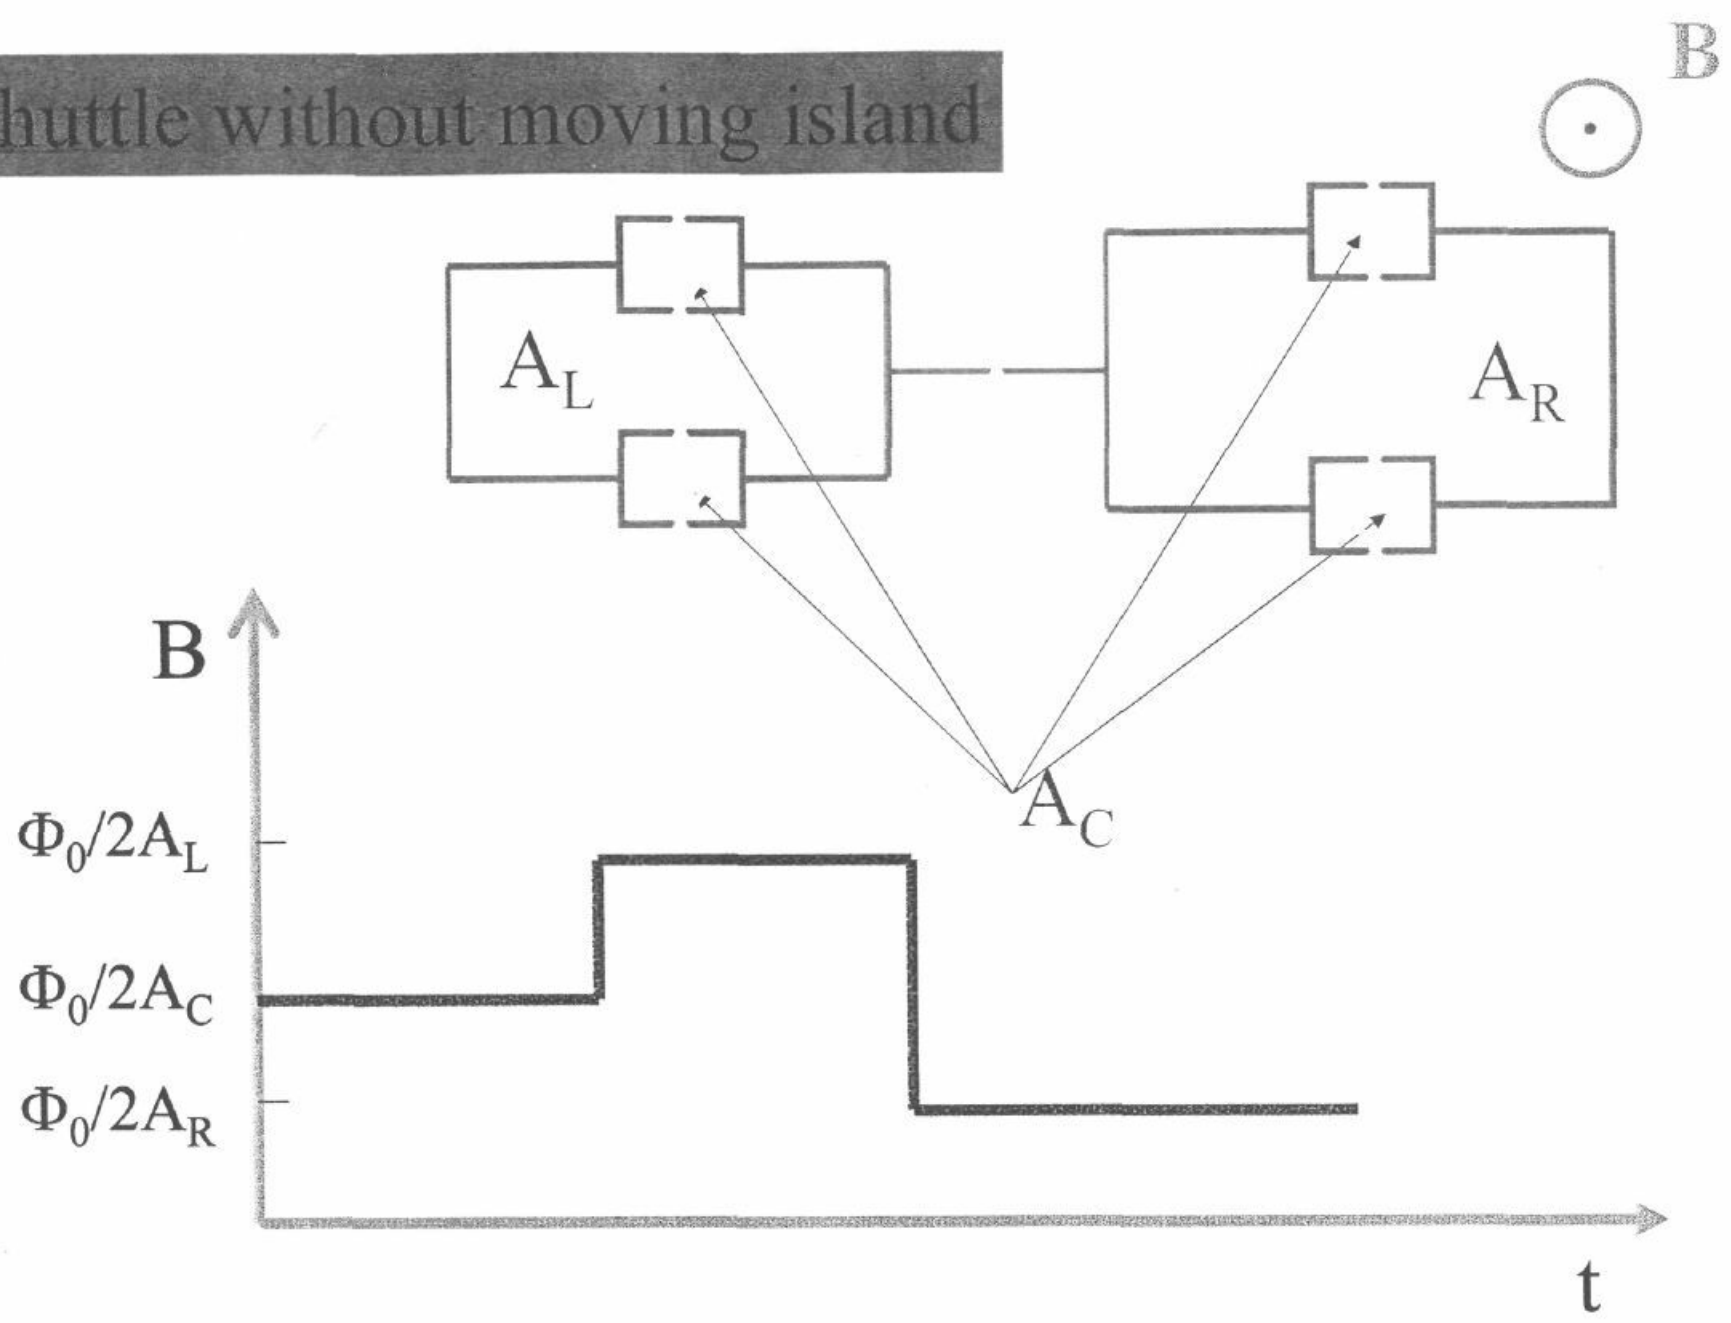 huttle without moving island
B
A_L
A_R
A_C
B
Φ₀/2A_L
Φ₀/2A_C
Φ₀/2A_R
t